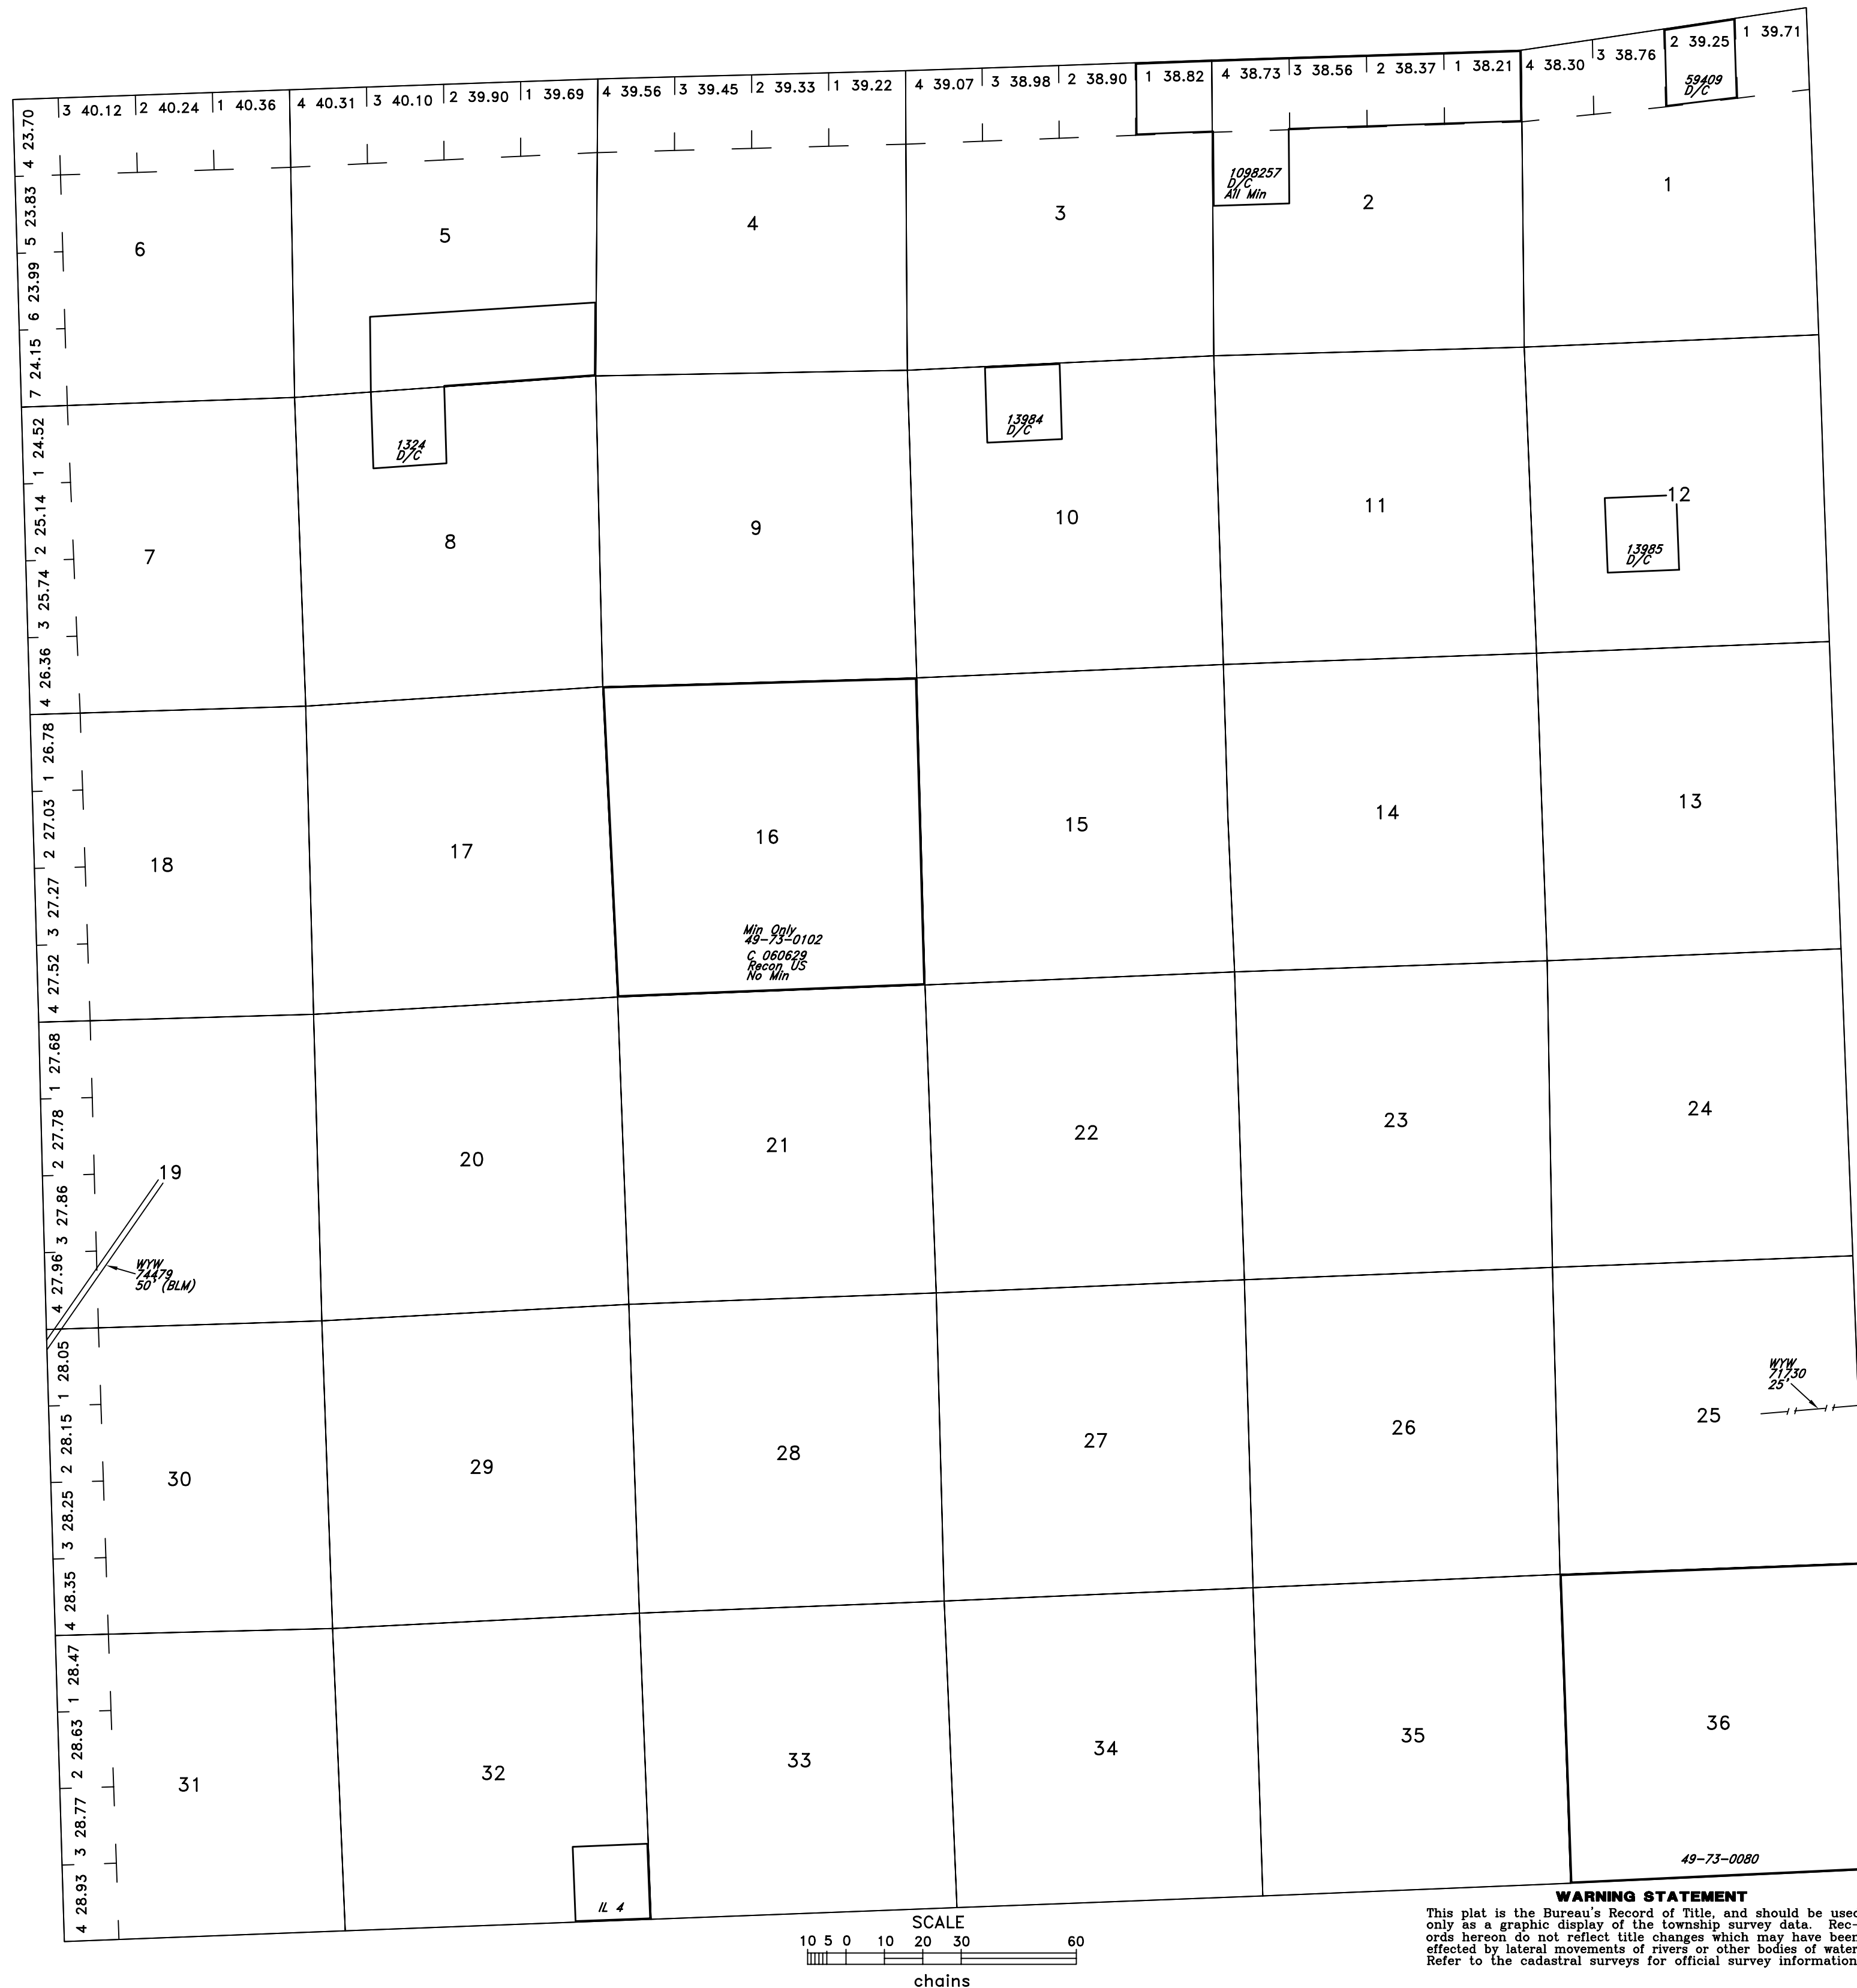 3 40.12 2 40.24 1 40.36 4 40.31 3 40.10 2 39.90 1 39.69 4 39.56 3 39.45 2 39.33 1 39.22 4 39.07 3 38.98 2 38.90 1 38.82 4 38.73 3 38.56 2 38.37 1 38.21 4 38.30 3 38.76 2 39.25 1 39.71
59409
D/C
4 23.70
5 23.83
6 23.99
7 24.15
1098257
D/C
All Min
6 5 4 3 2 1
1 24.52
2 25.14
3 25.74
4 26.36
1324
D/C
13984
D/C
13985
D/C
7 8 9 10 11 12
1 26.78
2 27.03
3 27.27
4 27.52
18 17 16 15 14 13
Min Only
49-73-0102
C 060629
Recon US
No Min
1 27.68
2 27.78
3 27.86
4 27.96
19 20 21 22 23 24
WYW
74479
50' (BLM)
1 28.05
2 28.15
3 28.25
4 28.35
30 29 28 27 26 25
WYW
71730
25'
1 28.47
2 28.63
3 28.77
4 28.93
31 32 33 34 35 36
IL 4
49-73-0080
SCALE
10 5 0 10 20 30 60
chains
WARNING STATEMENT
This plat is the Bureau's Record of Title, and should be used
only as a graphic display of the township survey data. Rec-
ords hereon do not reflect title changes which may have been
effected by lateral movements of rivers or other bodies of water
Refer to the cadastral surveys for official survey information